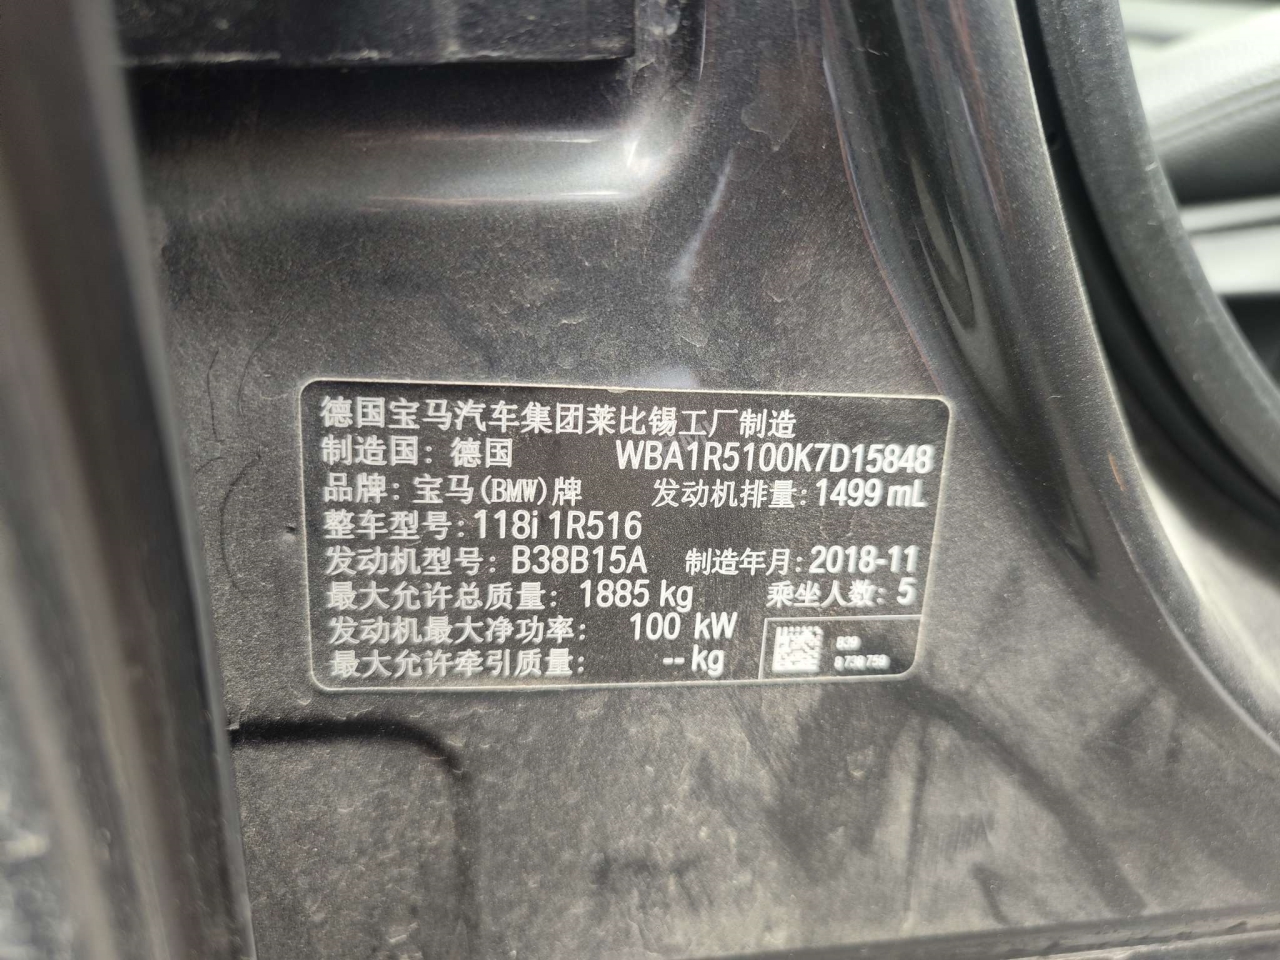 德国宝马汽车集团莱比锡工厂制造
制造国：德国 WBA1R5100K7D15848
品牌：宝马(BMW)牌 发动机排量：1499 mL
整车型号：118i 1R516
发动机型号：B38B15A 制造年月：2018-11
最大允许总质量：1885 kg 乘坐人数：5
发动机最大净功率： 100 kW
最大允许牵引质量： -- kg